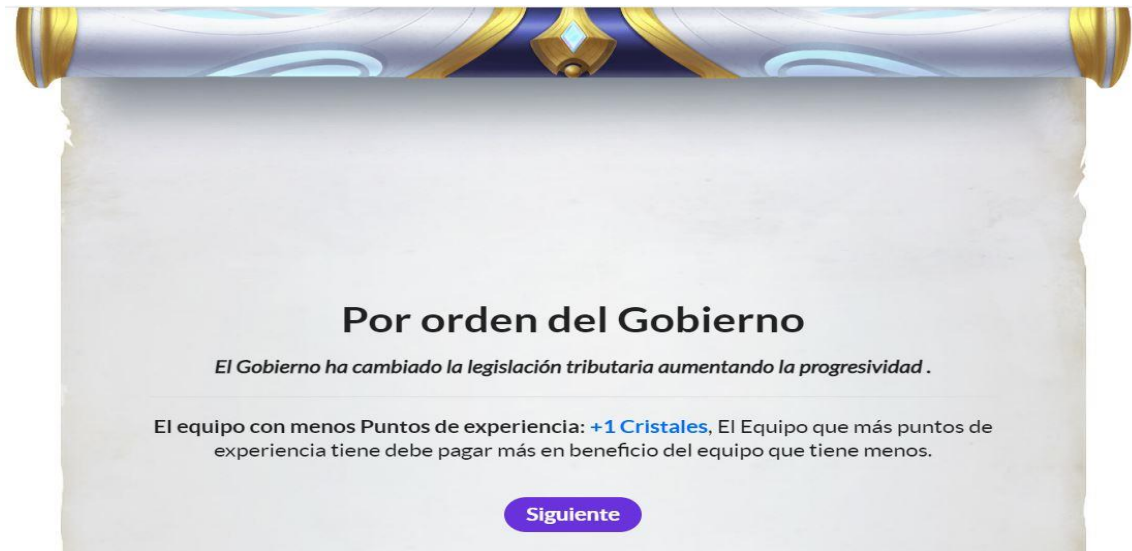 Por orden del Gobierno
El Gobierno ha cambiado la legislación tributaria aumentando la progresividad .
El equipo con menos Puntos de experiencia: +1 Cristales, El Equipo que más puntos de
experiencia tiene debe pagar más en beneficio del equipo que tiene menos.
Siguiente